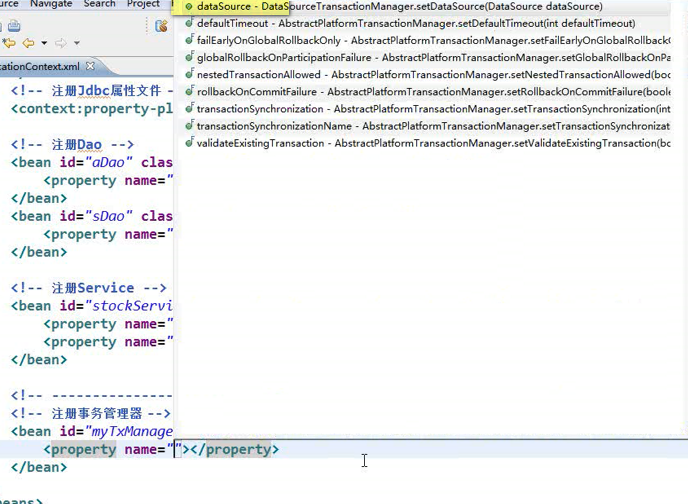 urce Navigate Search Project
dataSource - DataSourceTransactionManager.setDataSource(DataSource dataSource)
defaultTimeout - AbstractPlatformTransactionManager.setDefaultTimeout(int defaultTimeout)
failEarlyOnGlobalRollbackOnly - AbstractPlatformTransactionManager.setFailEarlyOnGlobalRollback
globalRollbackOnParticipationFailure - AbstractPlatformTransactionManager.setGlobalRollbackOnPa
nestedTransactionAllowed - AbstractPlatformTransactionManager.setNestedTransactionAllowed(boo
rollbackOnCommitFailure - AbstractPlatformTransactionManager.setRollbackOnCommitFailure(boole
transactionSynchronization - AbstractPlatformTransactionManager.setTransactionSynchronization(int
transactionSynchronizationName - AbstractPlatformTransactionManager.setTransactionSynchronizat
validateExistingTransaction - AbstractPlatformTransactionManager.setValidateExistingTransaction(bo
cationContext.xml
<!-- 注册Jdbc属性文件 -
<context:property-pl
<!-- 注册Dao -->
<bean id="aDao" clas
<property name="
</bean>
<bean id="sDao" clas
<property name="
</bean>
<!-- 注册Service -->
<bean id="stockServi
<property name="
<property name="
</bean>
<!-- ---------------
<!-- 注册事务管理器 -->
<bean id="myTxManage
<property name=""></property>
</bean>
beans>